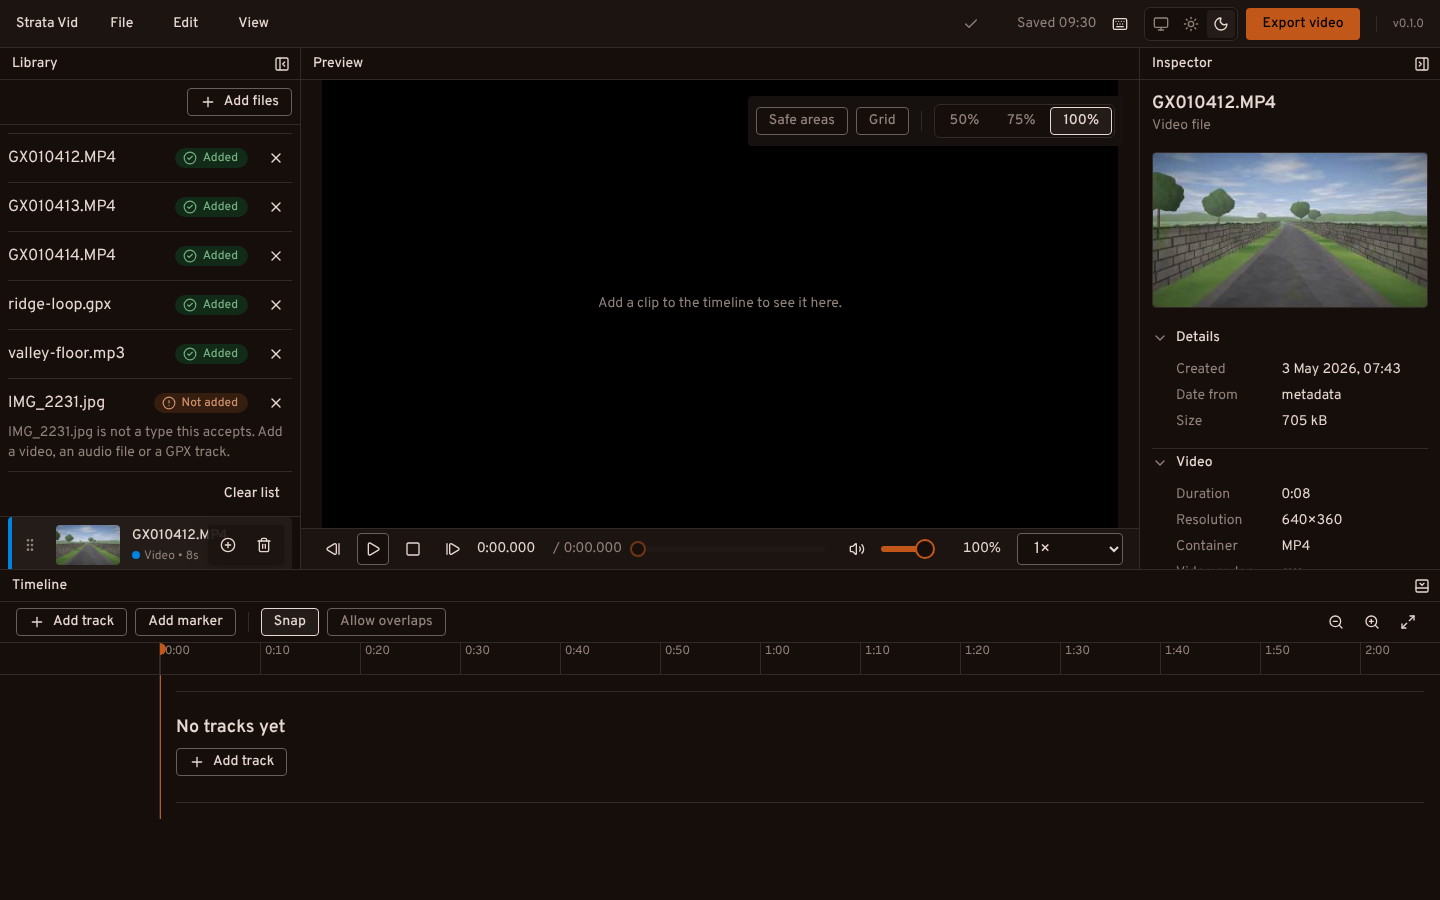 Strata Vid File Edit View Saved 09:30 Export video v0.1.0
Library
Preview
Inspector
Add files
GX010412.MP4 Added
GX010413.MP4 Added
GX010414.MP4 Added
ridge-loop.gpx Added
valley-floor.mp3 Added
IMG_2231.jpg Not added
IMG_2231.jpg is not a type this accepts. Add
a video, an audio file or a GPX track.
Clear list
GX010412.MP4
Video • 8s
Safe areas Grid 50% 75% 100%
Add a clip to the timeline to see it here.
0:00.000 / 0:00.000 100% 1×
GX010412.MP4
Video file
Details
Created 3 May 2026, 07:43
Date from metadata
Size 705 kB
Video
Duration 0:08
Resolution 640×360
Container MP4
Timeline
Add track Add marker Snap Allow overlaps
0:00 0:10 0:20 0:30 0:40 0:50 1:00 1:10 1:20 1:30 1:40 1:50 2:00
No tracks yet
Add track